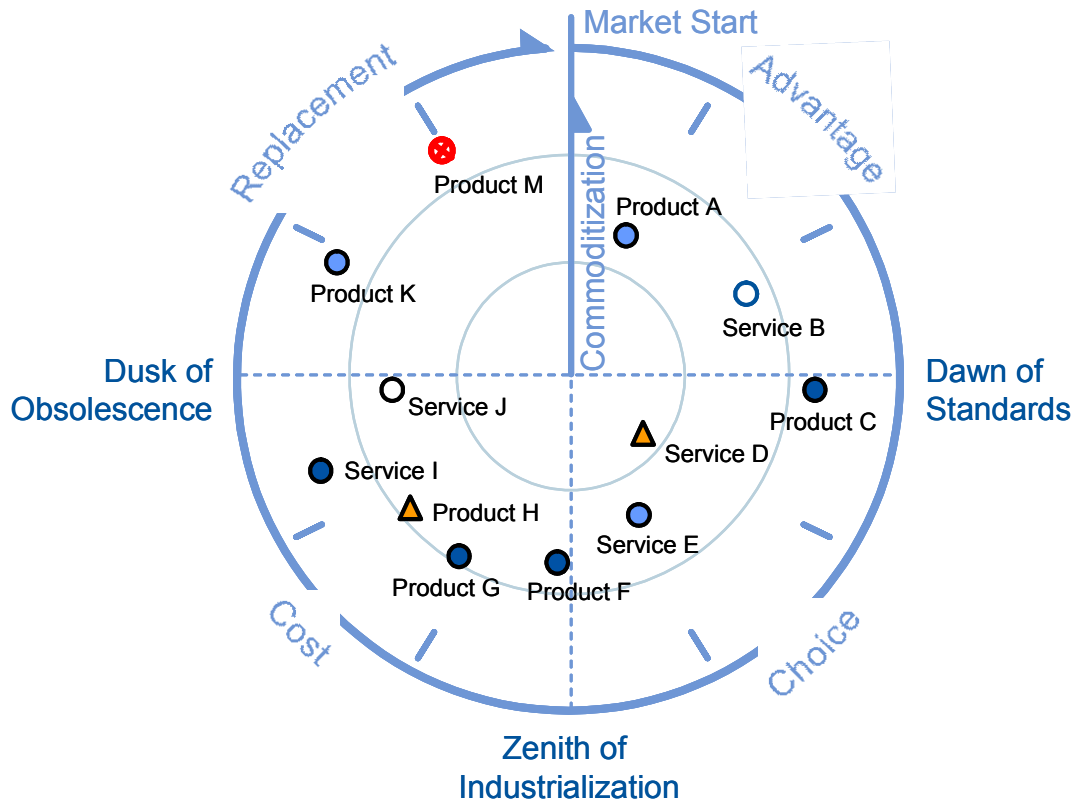 Market Start
Advantage
Replacement
Commoditization
Product M
Product A
Product K
Service B
Dusk of
Obsolescence
Dawn of
Standards
Service J
Product C
Service D
Service I
Product H
Service E
Product G
Product F
Cost
Choice
Zenith of
Industrialization